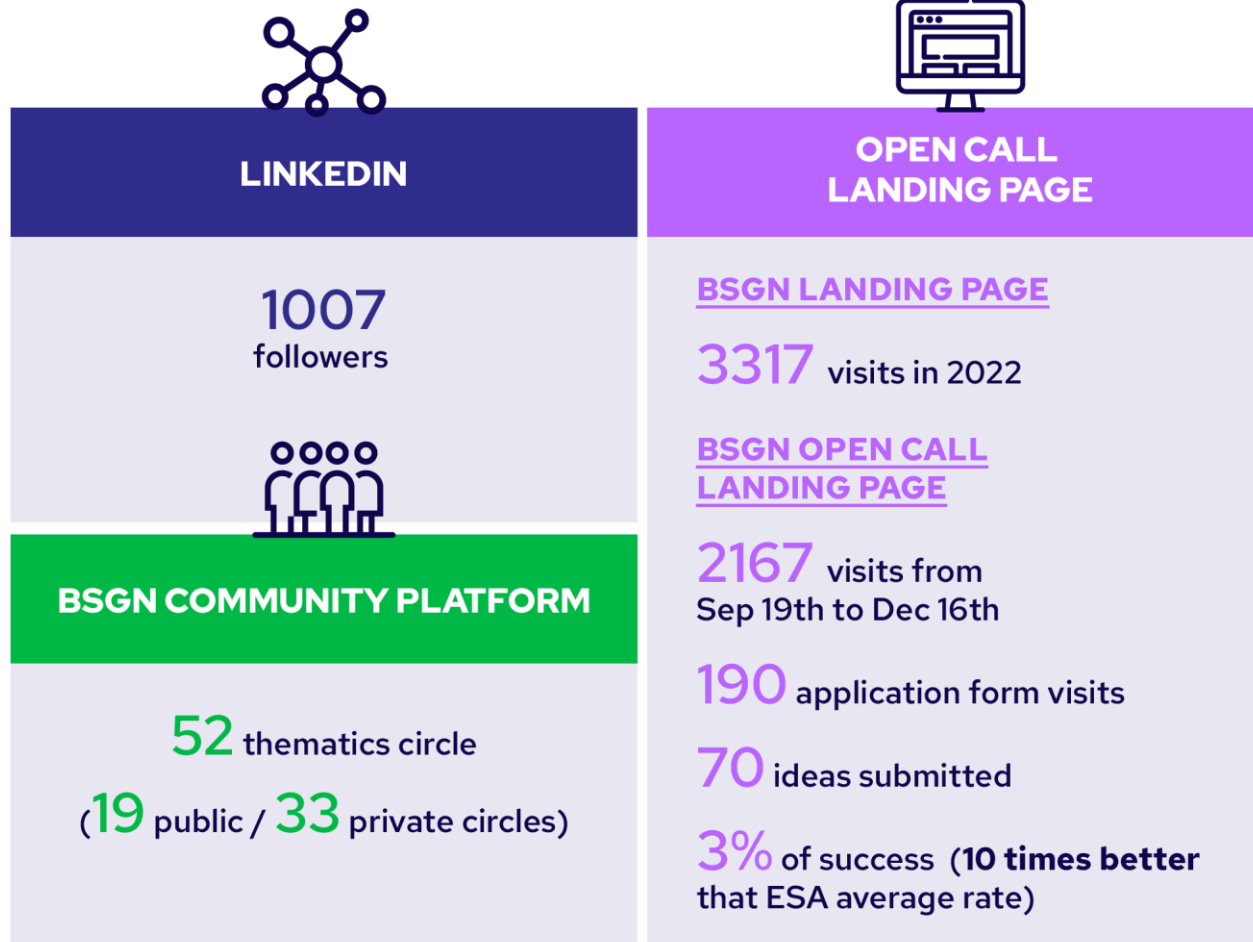 LINKEDIN
1007
followers
BSGN COMMUNITY PLATFORM
52 thematics circle
(19 public / 33 private circles)
OPEN CALL
LANDING PAGE
BSGN LANDING PAGE
3317 visits in 2022
BSGN OPEN CALL
LANDING PAGE
2167 visits from
Sep 19th to Dec 16th
190 application form visits
70 ideas submitted
3% of success (10 times better
that ESA average rate)